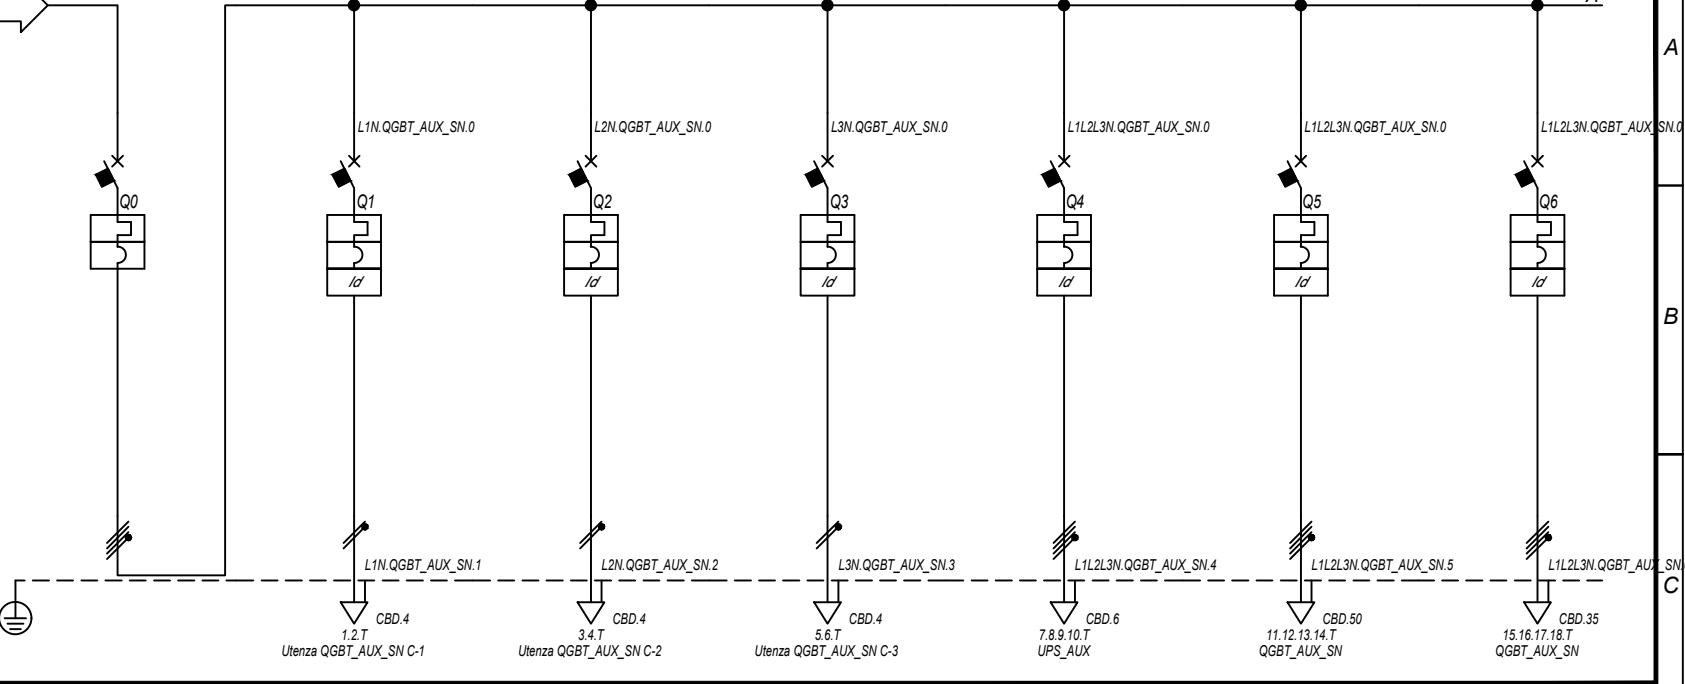 A
L1N.QGBT_AUX_SN.0
L2N.QGBT_AUX_SN.0
L3N.QGBT_AUX_SN.0
L1L2L3N.QGBT_AUX_SN.0
L1L2L3N.QGBT_AUX_SN.0
L1L2L3N.QGBT_AUX_SN.0
Q0
Q1
Q2
Q3
Q4
Q5
Q6
Id
Id
Id
Id
Id
Id
B
L1N.QGBT_AUX_SN.1
L2N.QGBT_AUX_SN.2
L3N.QGBT_AUX_SN.3
L1L2L3N.QGBT_AUX_SN.4
L1L2L3N.QGBT_AUX_SN.5
L1L2L3N.QGBT_AUX_SN
C
CBD.4
CBD.4
CBD.4
CBD.6
CBD.50
CBD.35
1.2.T
3.4.T
5.6.T
7.8.9.10.T
11.12.13.14.T
15.16.17.18.T
Utenza QGBT_AUX_SN C-1
Utenza QGBT_AUX_SN C-2
Utenza QGBT_AUX_SN C-3
UPS_AUX
QGBT_AUX_SN
QGBT_AUX_SN